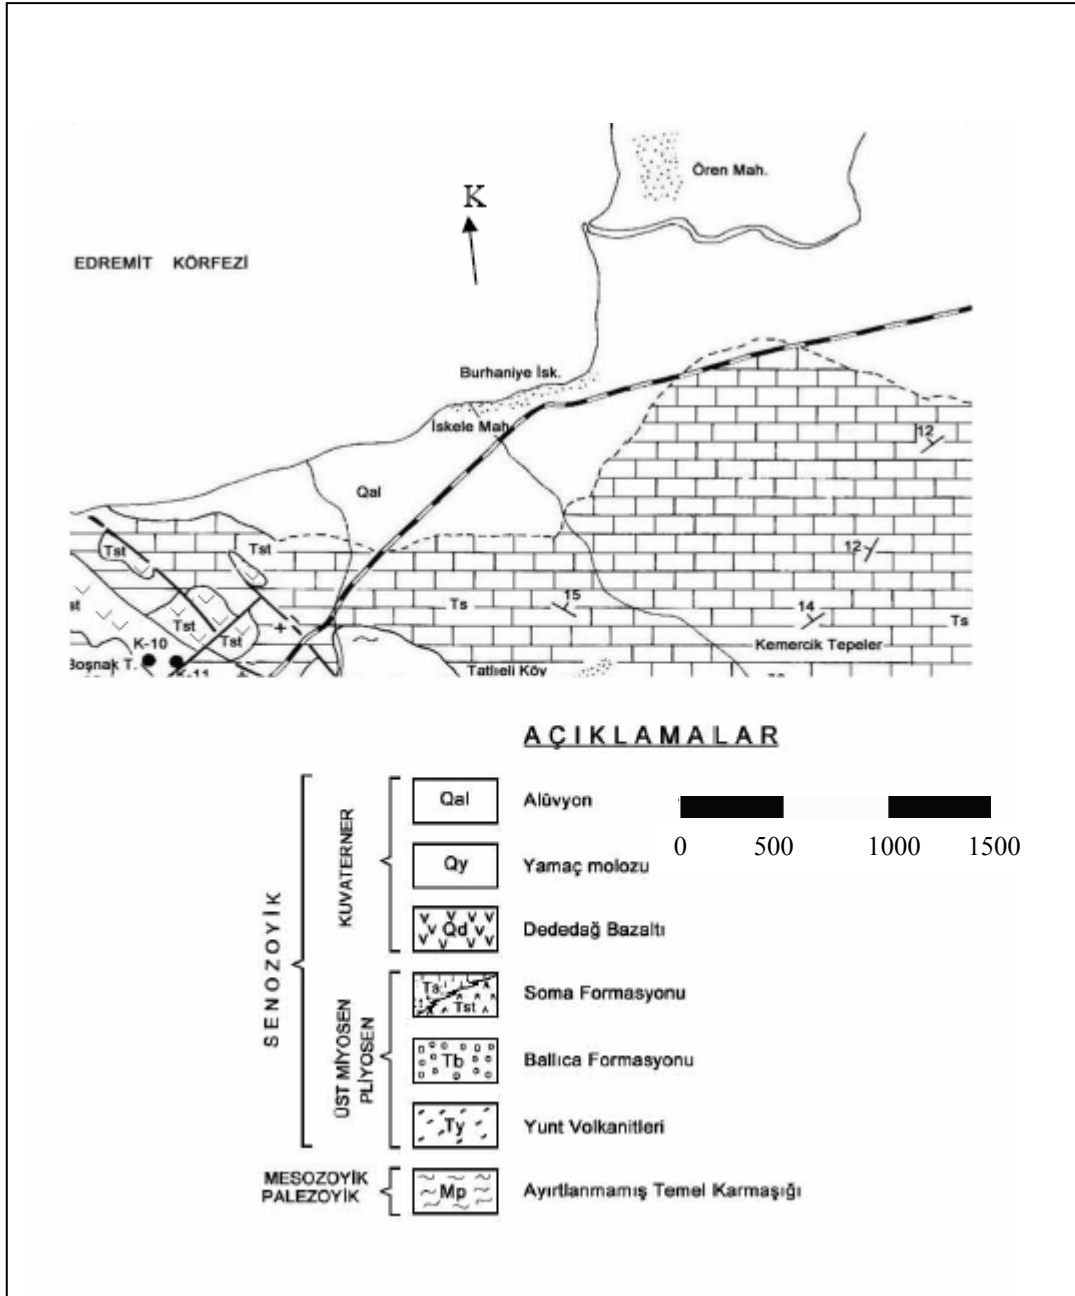 Ören Mah.
K
EDREMİT KÖRFEZİ
Burhaniye İsk.
İskele Mah.
12
Qal
Tst
Tst
12
st
Ts
15
14
Ts
Tst
Tst
K-10
Kemercik Tepeler
Boşnak T.
K-11
Tatlıeli Köy
AÇIKLAMALAR
SENOZOYİK
KUVATERNER
Qal
Alüvyon
0 500 1000 1500
Qy
Yamaç molozu
Qd
Dededağ Bazaltı
ÜST MİYOSEN
PLİYOSEN
Ts
Tst
Soma Formasyonu
Tb
Ballıca Formasyonu
Ty
Yunt Volkanitleri
MESOZOYİK
PALEZOYİK
Mp
Ayırtlanmamış Temel Karmaşığı